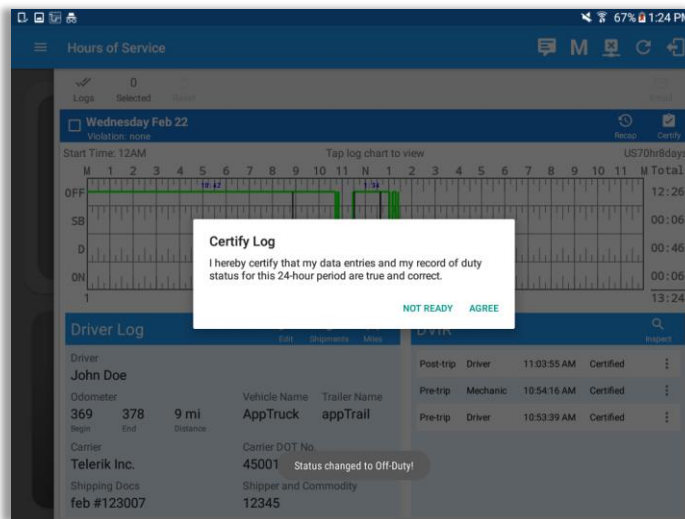 67% 1:24 PM
Hours of Service
M
Logs
0
Selected
Reset
Email
Wednesday Feb 22
Violation: none
Recap
Certify
Start Time: 12AM
Tap log chart to view
US70hr8days
M 1 2 3 4 5 6 7 8 9 10 11 N 1 2 3 4 5 6 7 8 9 10 11 M Total
10:42
1:34
OFF
12:26
SB
00:06
D
00:46
ON
00:06
1
13:24
Certify Log
I hereby certify that my data entries and my record of duty
status for this 24-hour period are true and correct.
NOT READY AGREE
Driver Log
Edit Shipments Miles
DVIR
Inspect
Driver
John Doe
Odometer
Vehicle Name Trailer Name
369 378 9 mi
AppTruck appTrail
Begin End Distance
Carrier
Carrier DOT No.
Telerik Inc.
45001
Shipping Docs
Shipper and Commodity
feb #123007
12345
Post-trip Driver 11:03:55 AM Certified
Pre-trip Mechanic 10:54:16 AM Certified
Pre-trip Driver 10:53:39 AM Certified
Status changed to Off-Duty!